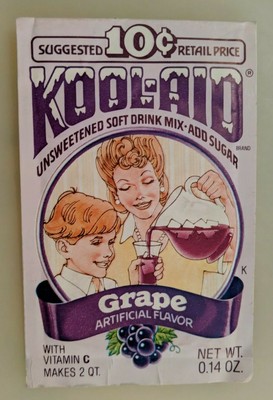 SUGGESTED 10¢ RETAIL PRICE
KOOL-AID®
UNSWEETENED SOFT DRINK MIX-ADD SUGAR
BRAND
K
Grape
ARTIFICIAL FLAVOR
WITH
VITAMIN C
MAKES 2 QT.
NET WT.
0.14 OZ.